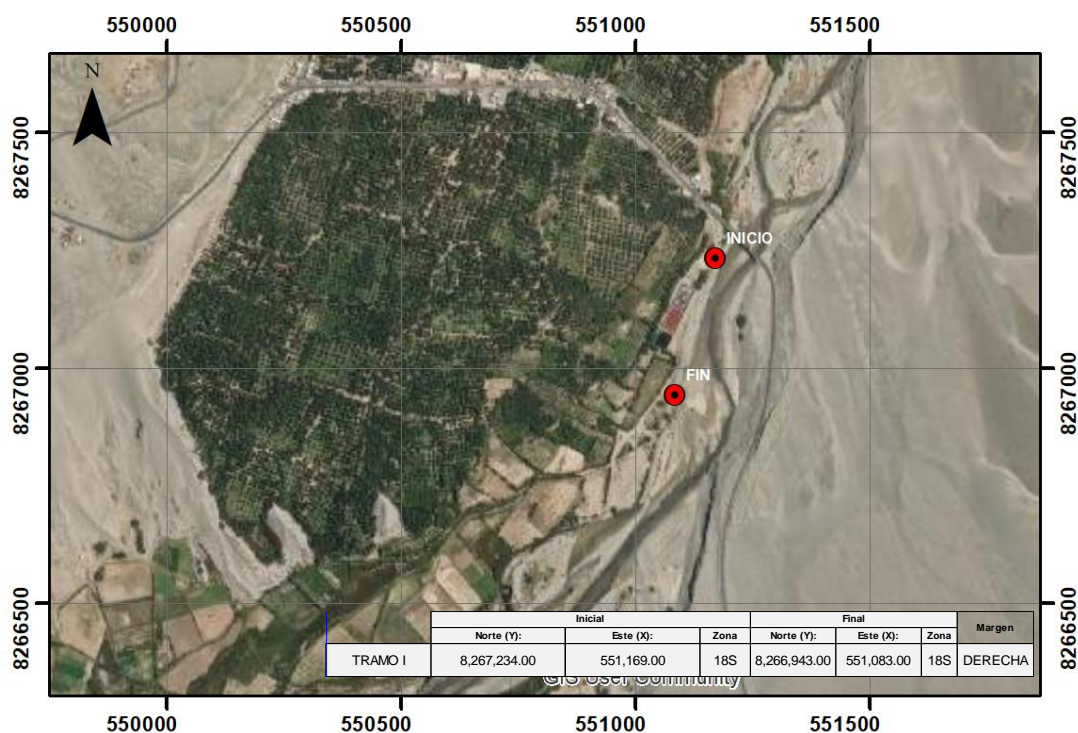 550000 550500 551000 551500
N
8267500 8267500
INICIO
8267000 8267000
FIN
8266500 8266500
Inicial Final Margen
Norte (Y): Este (X): Zona Norte (Y): Este (X): Zona
TRAMO I 8,267,234.00 551,169.00 18S 8,266,943.00 551,083.00 18S DERECHA
GIS User Community
550000 550500 551000 551500